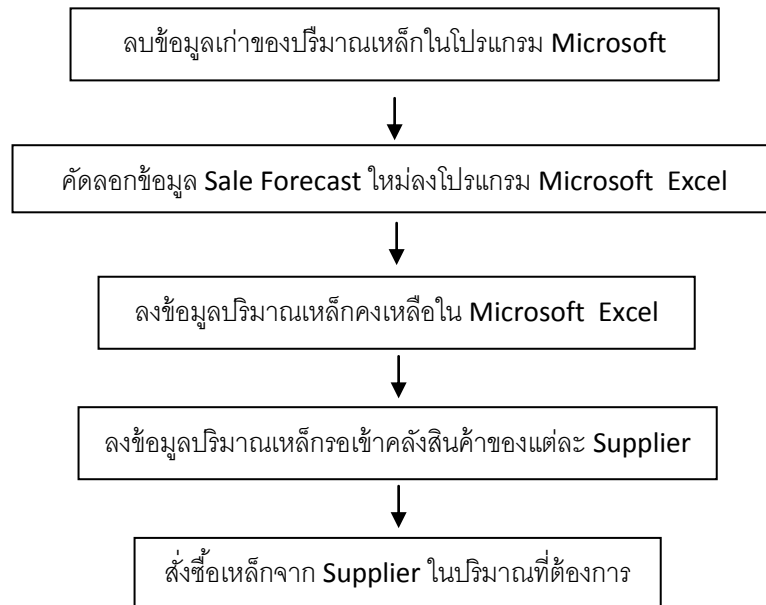 ลบข้อมูลเก่าของปรืมาณเหล็กในโปรแกรม Microsoft
คัดลอกข้อมูล Sale Forecast ใหม่ลงโปรแกรม Microsoft Excel
ลงข้อมูลปริมาณเหล็กคงเหลือใน Microsoft Excel
ลงข้อมูลปริมาณเหล็กรอเข้าคลังสินค้าของแต่ละ Supplier
สั่งซื้อเหล็กจาก Supplier ในปริมาณที่ต้องการ